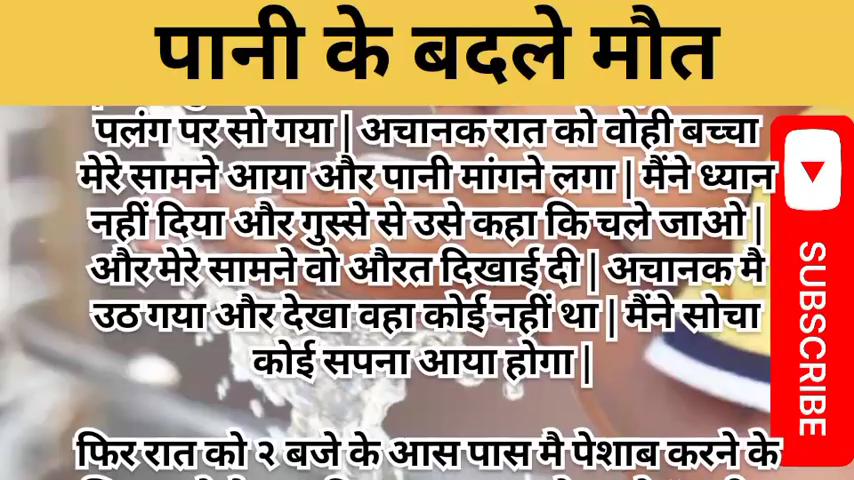 पानी के बदले मौत
पलंग पर सो गया | अचानक रात को वोही बच्चा
मेरे सामने आया और पानी मांगने लगा | मैंने ध्यान
नहीं दिया और गुस्से से उसे कहा कि चले जाओ |
और मेरे सामने वो औरत दिखाई दी | अचानक मै
उठ गया और देखा वहा कोई नहीं था | मैंने सोचा
कोई सपना आया होगा |
फिर रात को २ बजे के आस पास मै पेशाब करने के
SUBSCRIBE